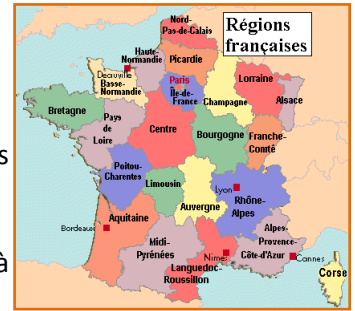 Régions
françaises
Nord-
Pas-de-Calais
Haute-
Normandie
Picardie
Deauville
Basse-
Normandie
Paris
Île-de-
France
Champagne
Lorraine
Alsace
Bretagne
Pays
de
Loire
Centre
Bourgogne
Franche-
Comté
Poitou-
Charentes
Limousin
Auvergne
Lyon
Rhône-
Alpes
Bordeaux
Aquitaine
Midi-
Pyrénées
Languedoc-
Roussillon
Nîmes
Alpes-
Provence-
Côte-d'Azur
Cannes
Corse
s
à